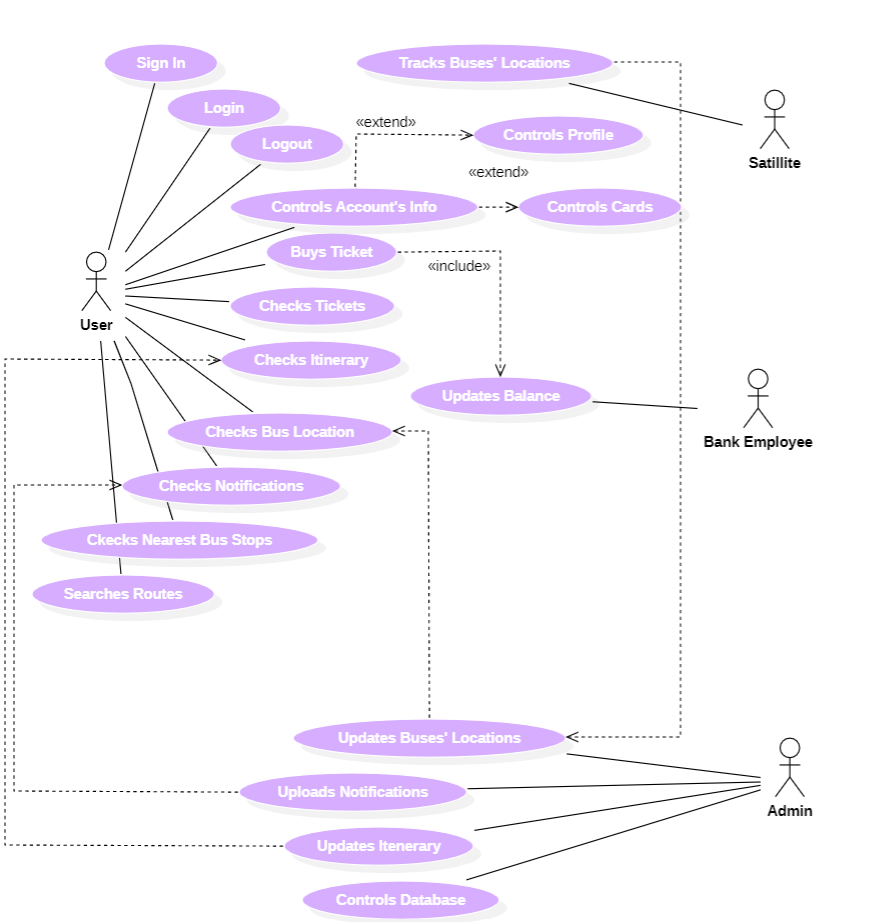 Sign In
Tracks Buses' Locations
Login
«extend»
Controls Profile
Logout
Satillite
«extend»
Controls Account's Info
Controls Cards
Buys Ticket
«include»
Checks Tickets
User
Checks Itinerary
Updates Balance
Checks Bus Location
Bank Employee
Checks Notifications
Ckecks Nearest Bus Stops
Searches Routes
Updates Buses' Locations
Uploads Notifications
Admin
Updates Itenerary
Controls Database